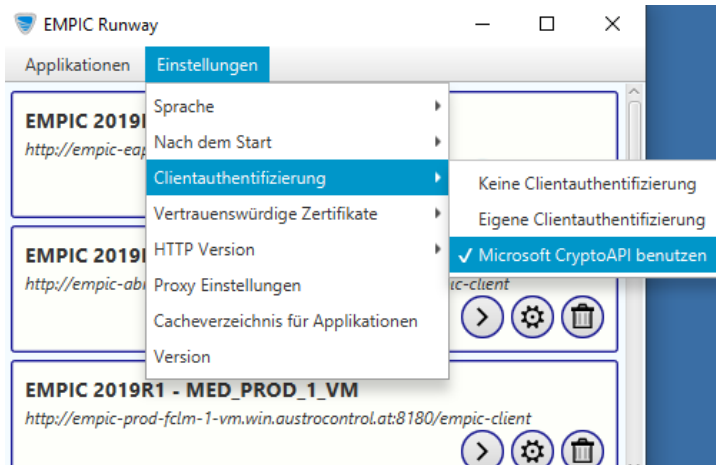 EMPIC Runway
Applikationen Einstellungen
EMPIC 2019
http://empic-eap
Sprache
Nach dem Start
Clientauthentifizierung
Vertrauenswürdige Zertifikate
HTTP Version
Proxy Einstellungen
Cacheverzeichnis für Applikationen
Version
Keine Clientauthentifizierung
Eigene Clientauthentifizierung
✓ Microsoft CryptoAPI benutzen
EMPIC 2019
http://empic-ab
ic-client
EMPIC 2019R1 - MED_PROD_1_VM
http://empic-prod-fclm-1-vm.win.austrocontrol.at:8180/empic-client